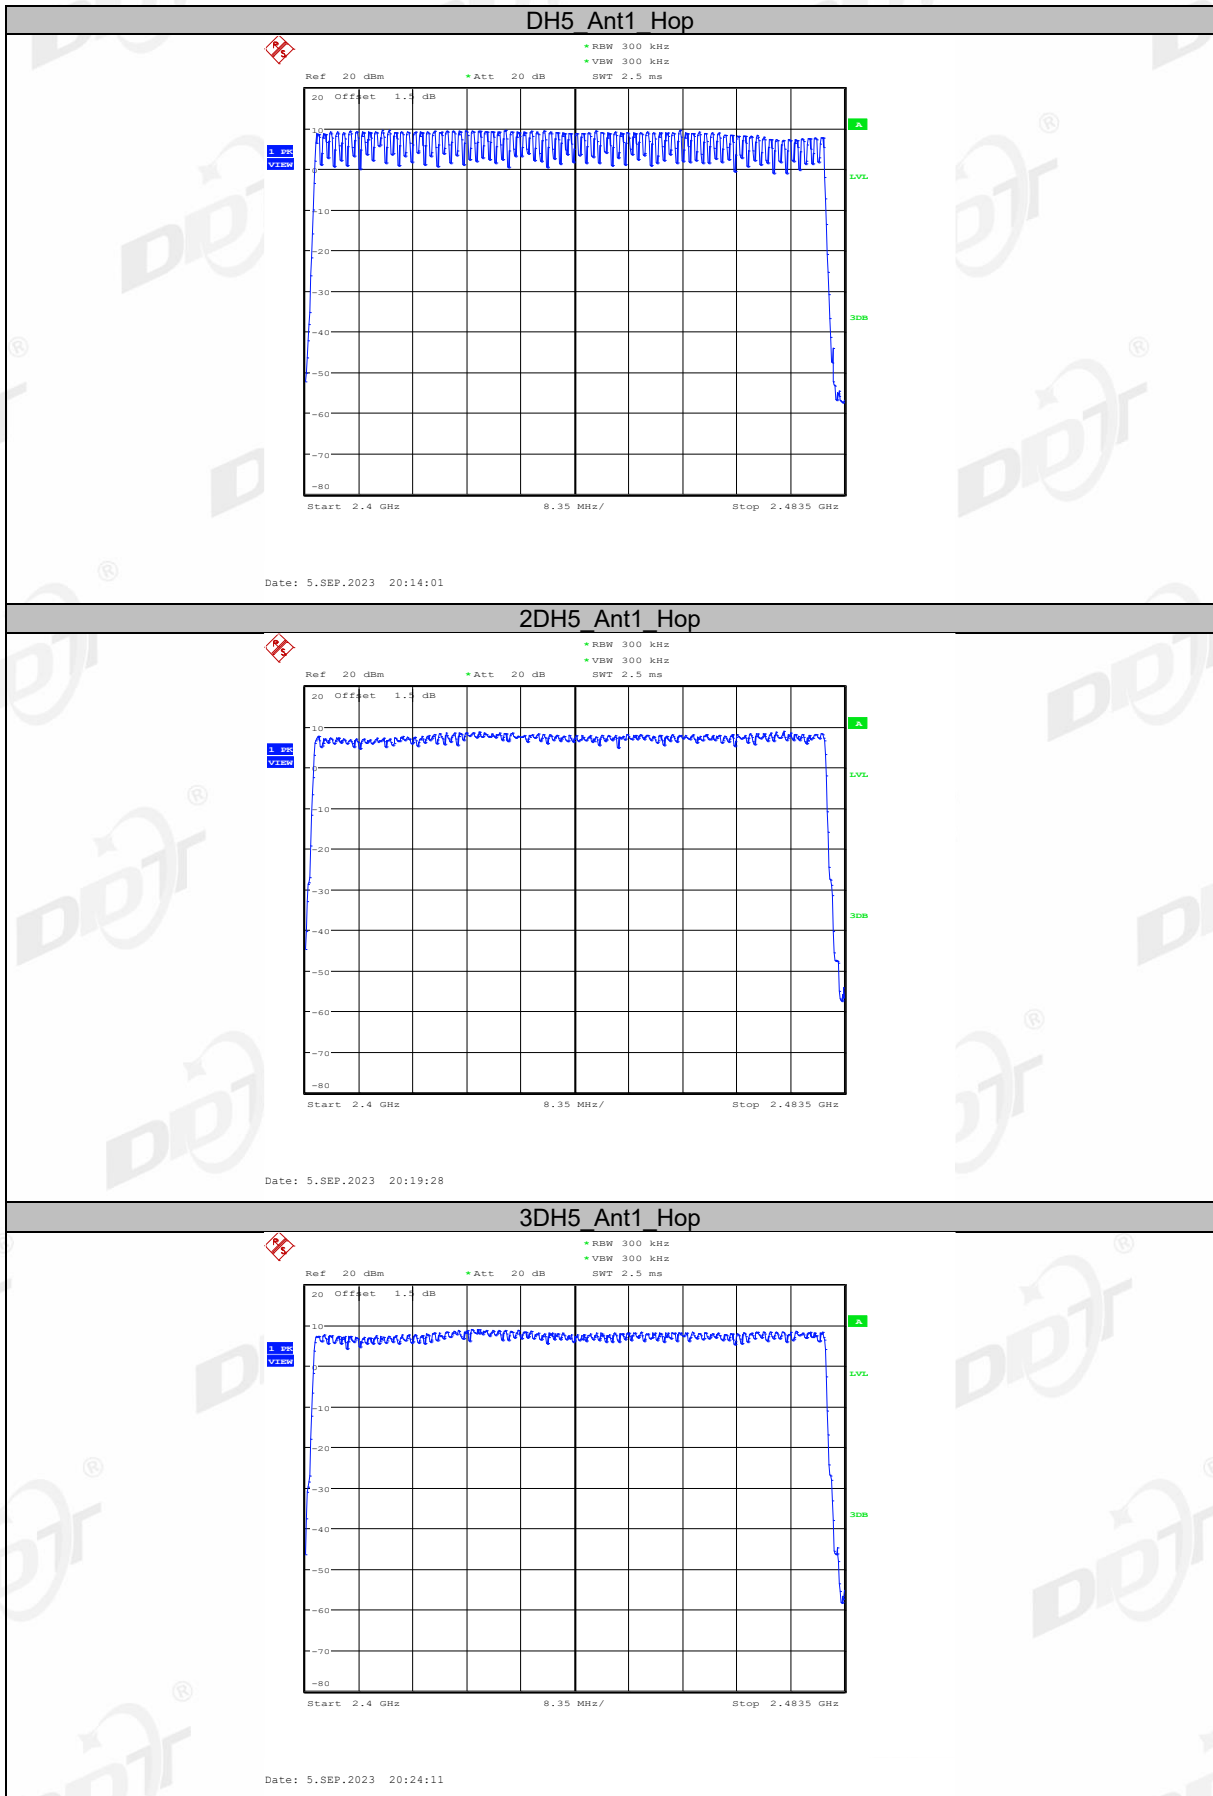 DH5_Ant1_Hop
R S
*RBW 300 kHz
*VBW 300 kHz
Ref 20 dBm *Att 20 dB SWT 2.5 ms
20 Offset 1.5 dB
A
10
1 PK
VIEW
0
LVL
-10
-20
-30
3DB
-40
-50
-60
-70
-80
Start 2.4 GHz 8.35 MHz/ Stop 2.4835 GHz
Date: 5.SEP.2023 20:14:01
2DH5_Ant1_Hop
R S
*RBW 300 kHz
*VBW 300 kHz
Ref 20 dBm *Att 20 dB SWT 2.5 ms
20 Offset 1.5 dB
A
10
1 PK
VIEW
0
LVL
-10
-20
-30
3DB
-40
-50
-60
-70
-80
Start 2.4 GHz 8.35 MHz/ Stop 2.4835 GHz
Date: 5.SEP.2023 20:19:28
3DH5_Ant1_Hop
R S
*RBW 300 kHz
*VBW 300 kHz
Ref 20 dBm *Att 20 dB SWT 2.5 ms
20 Offset 1.5 dB
A
10
1 PK
VIEW
0
LVL
-10
-20
-30
3DB
-40
-50
-60
-70
-80
Start 2.4 GHz 8.35 MHz/ Stop 2.4835 GHz
Date: 5.SEP.2023 20:24:11
DDT®